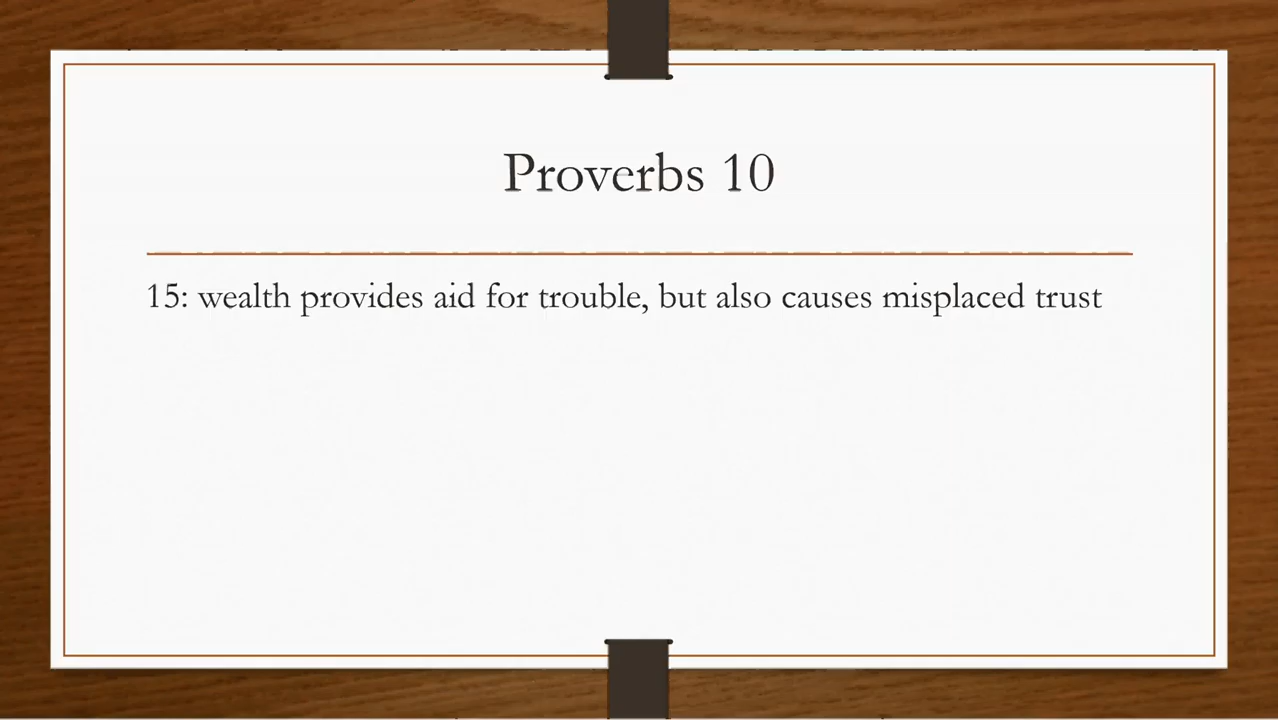 Proverbs 10
15: wealth provides aid for trouble, but also causes misplaced trust